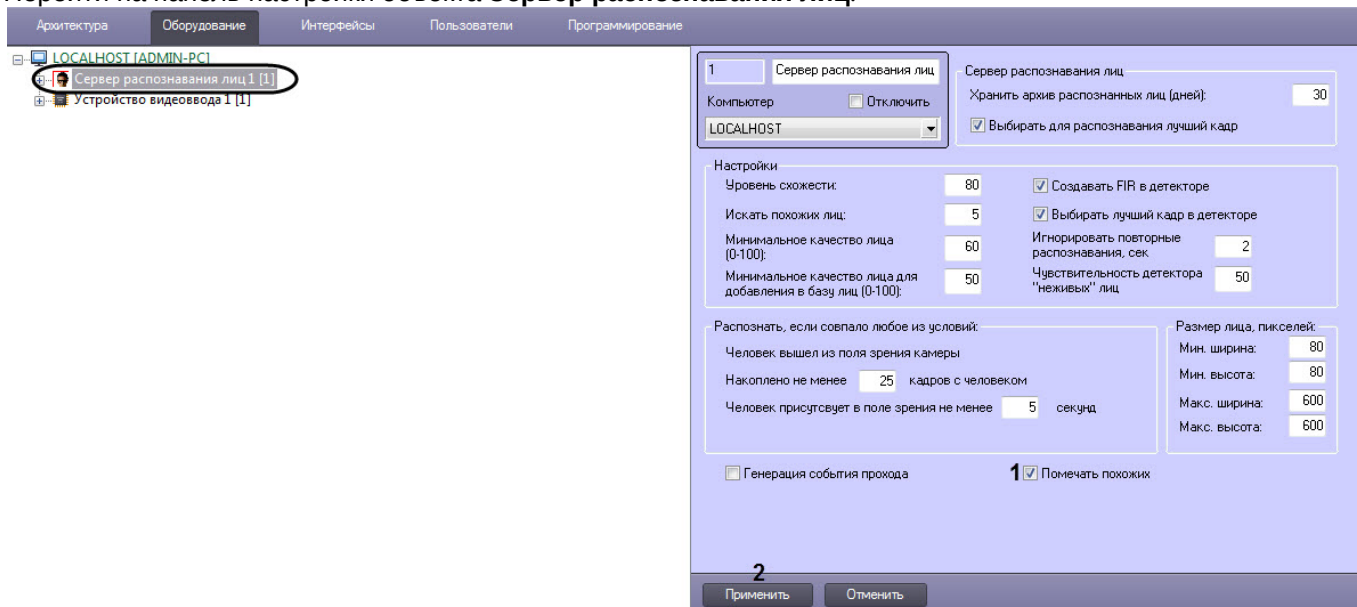 Перейти на панель настройки объекта Сервер распознавания лиц.
Архитектура Оборудование Интерфейсы Пользователи Программирование
LOCALHOST [ADMIN-PC]
Сервер распознавания лиц 1 [1]
Устройство видеоввода 1 [1]
1 Сервер распознавания лиц
Компьютер Отключить
LOCALHOST
Сервер распознавания лиц
Хранить архив распознанных лиц (дней): 30
Выбирать для распознавания лучший кадр
Настройки
Уровень схожести: 80
Искать похожих лиц: 5
Минимальное качество лица
(0-100): 60
Минимальное качество лица для
добавления в базу лиц (0-100): 50
Создавать FIR в детекторе
Выбирать лучший кадр в детекторе
Игнорировать повторные
распознавания, сек 2
Чувствительность детектора
"неживых" лиц 50
Распознать, если совпало любое из условий:
Человек вышел из поля зрения камеры
Накоплено не менее 25 кадров с человеком
Человек присутсвует в поле зрения не менее 5 секунд
Размер лица, пикселей:
Мин. ширина: 80
Мин. высота: 80
Макс. ширина: 600
Макс. высота: 600
Генерация события прохода
1 Помечать похожих
2
Применить Отменить